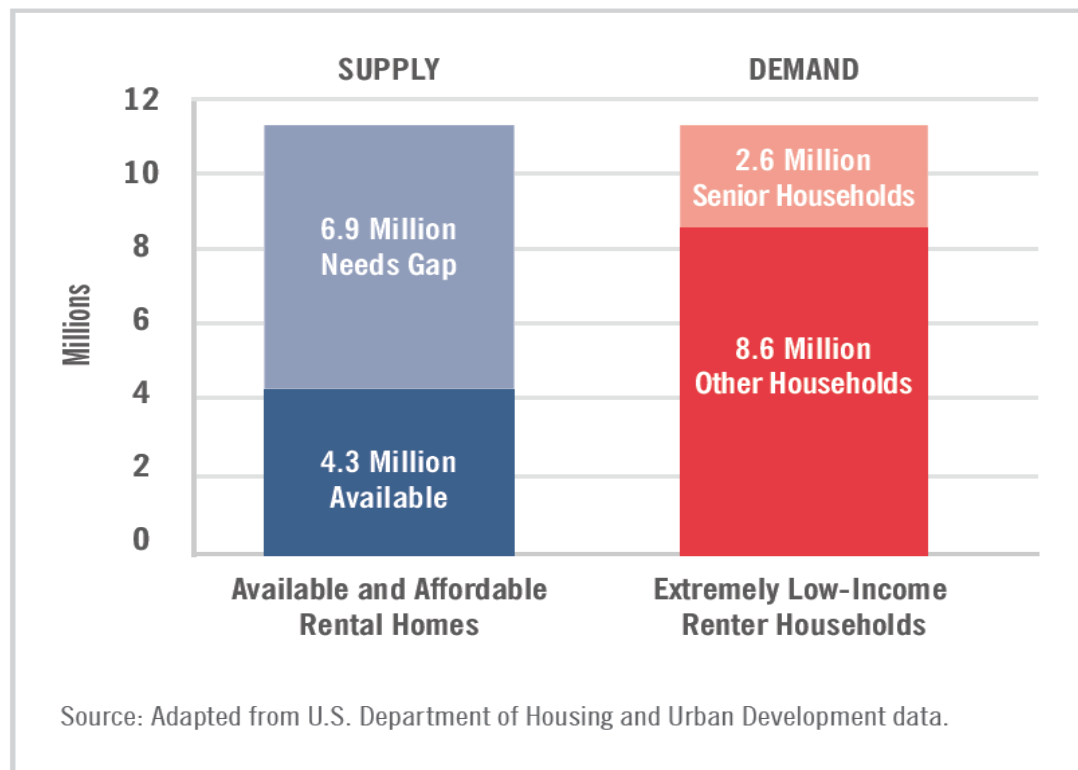 SUPPLY
DEMAND
12
10
8
6
4
2
0
Millions
6.9 Million
Needs Gap
4.3 Million
Available
2.6 Million
Senior Households
8.6 Million
Other Households
Available and Affordable
Rental Homes
Extremely Low-Income
Renter Households
Source: Adapted from U.S. Department of Housing and Urban Development data.